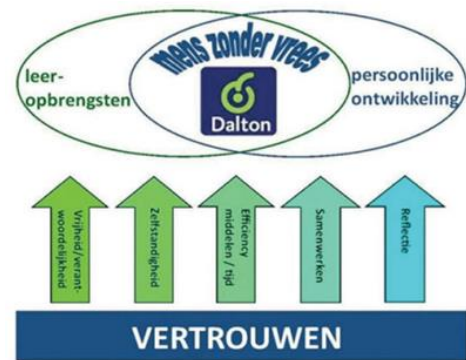 mens zonder vrees
leer-
opbrengsten
Dalton
persoonlijke
ontwikkeling
Vrijheid/verant-
woordelijkheid
Zelfstandigheid
Efficiency
middelen / tijd
Samenwerken
Reflectie
VERTROUWEN